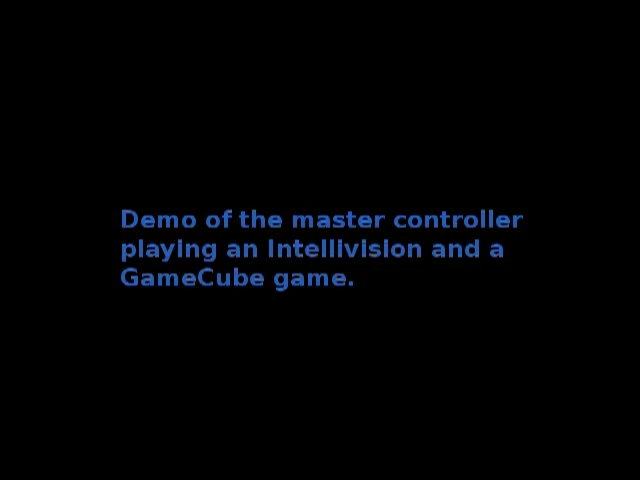 Demo of the master controller
playing an Intellivision and a
GameCube game.